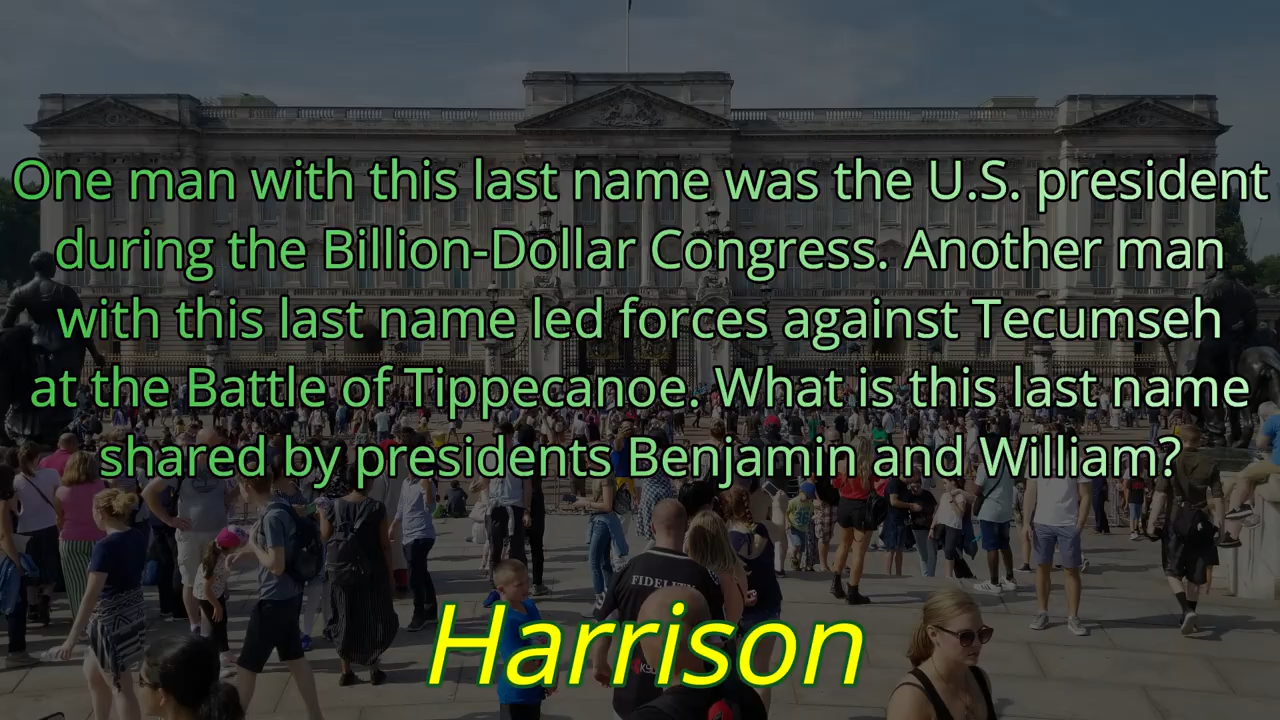 One man with this last name was the U.S. president
during the Billion-Dollar Congress. Another man
with this last name led forces against Tecumseh
at the Battle of Tippecanoe. What is this last name
shared by presidents Benjamin and William?
FIDELITY
K9
Harrison